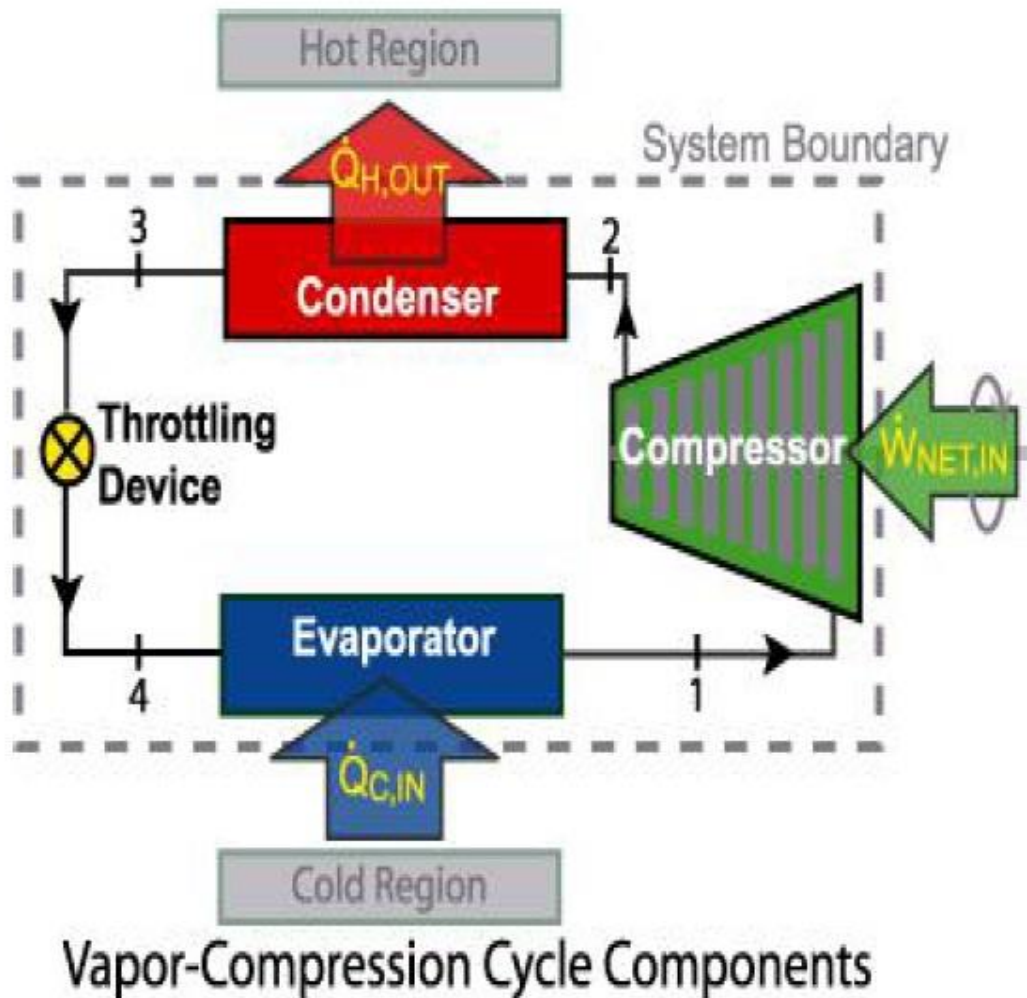 Hot Region
System Boundary
Q̇H,OUT
3
2
Condenser
Throttling
Device
Compressor
ẆNET,IN
Evaporator
4
1
Q̇C,IN
Cold Region
Vapor-Compression Cycle Components